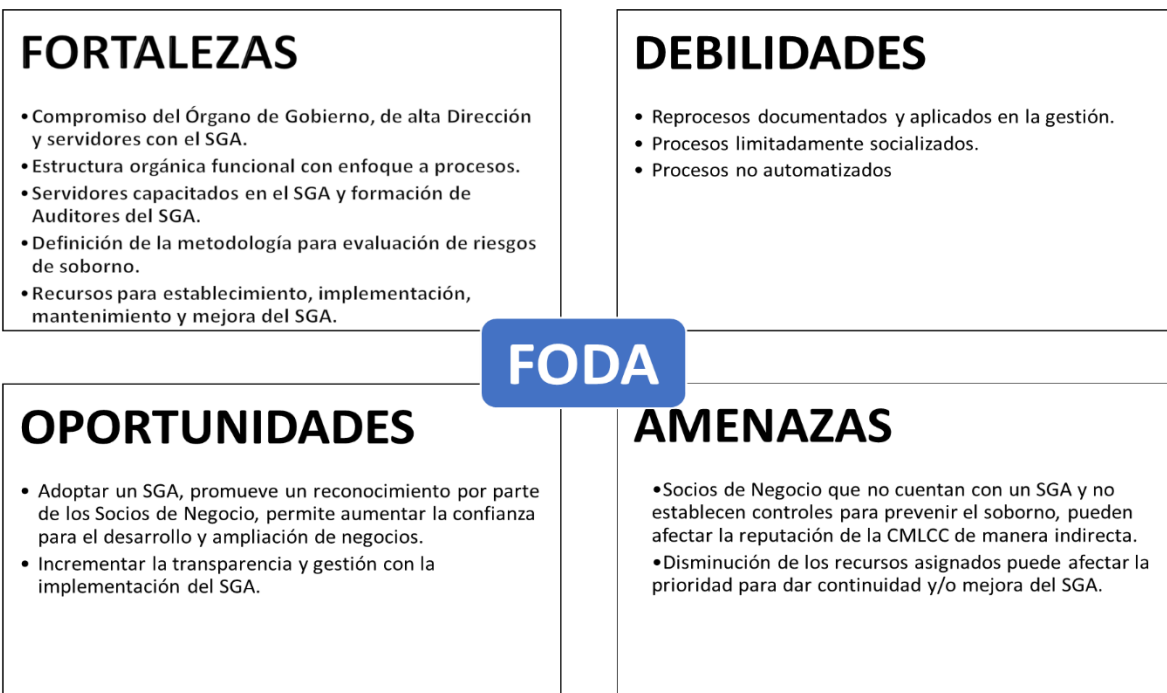 FORTALEZAS
•Compromiso del Órgano de Gobierno, de alta Dirección
y servidores con el SGA.
•Estructura orgánica funcional con enfoque a procesos.
•Servidores capacitados en el SGA y formación de
Auditores del SGA.
•Definición de la metodología para evaluación de riesgos
de soborno.
•Recursos para establecimiento, implementación,
mantenimiento y mejora del SGA.
DEBILIDADES
• Reprocesos documentados y aplicados en la gestión.
• Procesos limitadamente socializados.
• Procesos no automatizados
FODA
OPORTUNIDADES
• Adoptar un SGA, promueve un reconocimiento por parte
de los Socios de Negocio, permite aumentar la confianza
para el desarrollo y ampliación de negocios.
• Incrementar la transparencia y gestión con la
implementación del SGA.
AMENAZAS
•Socios de Negocio que no cuentan con un SGA y no
establecen controles para prevenir el soborno, pueden
afectar la reputación de la CMLCC de manera indirecta.
•Disminución de los recursos asignados puede afectar la
prioridad para dar continuidad y/o mejora del SGA.